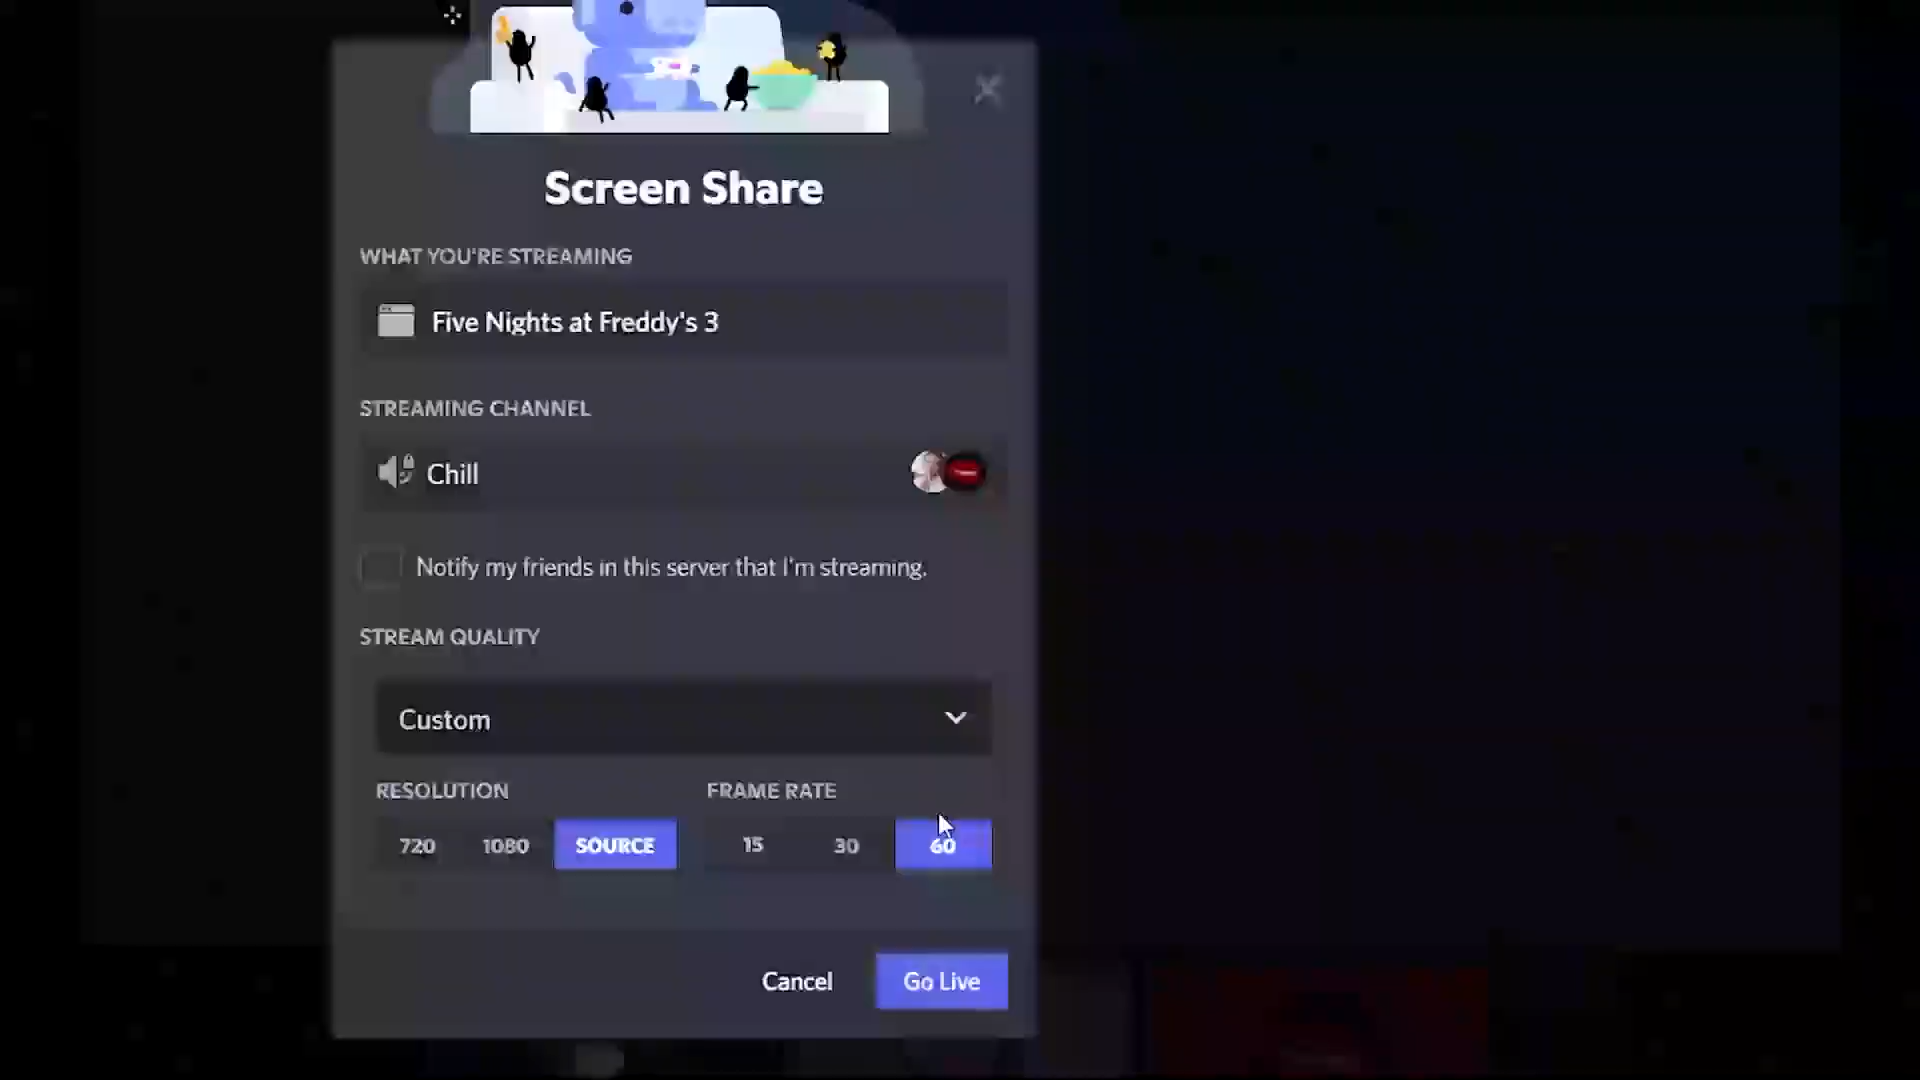 Screen Share
WHAT YOU'RE STREAMING
Five Nights at Freddy's 3
STREAMING CHANNEL
Chill
Notify my friends in this server that I'm streaming.
STREAM QUALITY
Custom
RESOLUTION FRAME RATE
720 1080 SOURCE 15 30 60
Cancel Go Live